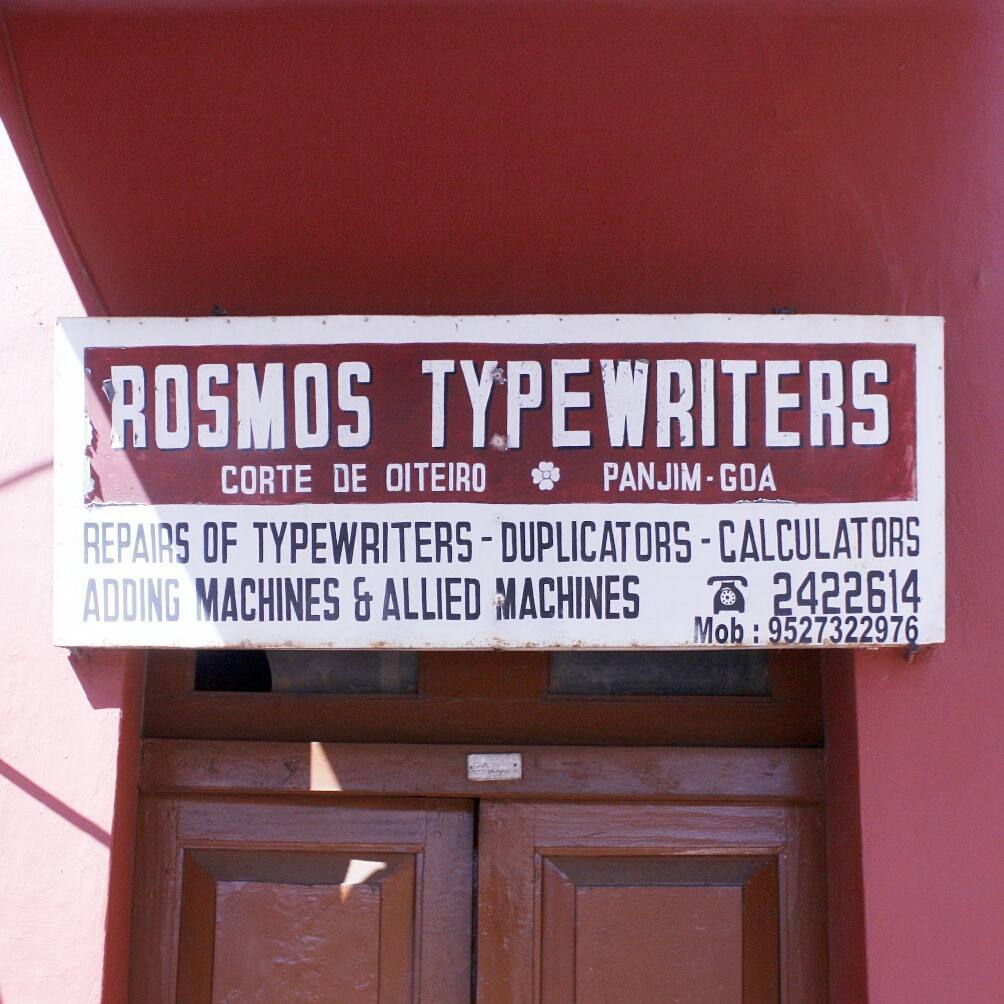 ROSMOS TYPEWRITERS
CORTE DE OITEIRO PANJIM-GOA
REPAIRS OF TYPEWRITERS - DUPLICATORS - CALCULATORS
ADDING MACHINES & ALLIED MACHINES 2422614
Mob : 9527322976